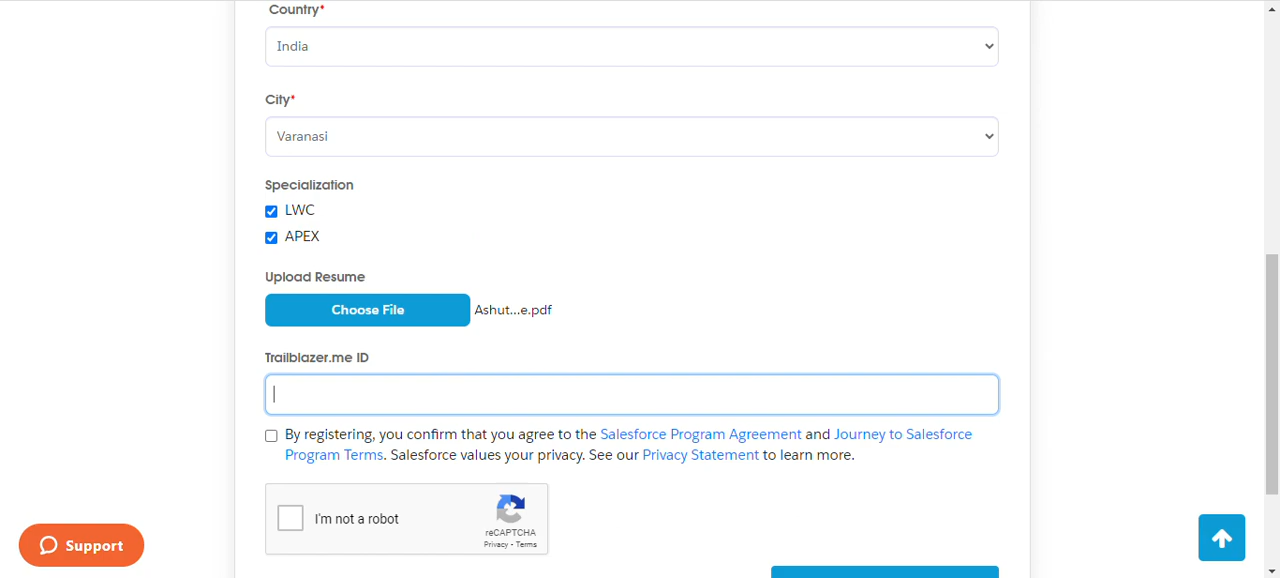 Country*
India
City*
Varanasi
Specialization
LWC
APEX
Upload Resume
Choose File Ashut...e.pdf
Trailblazer.me ID
By registering, you confirm that you agree to the Salesforce Program Agreement and Journey to Salesforce
Program Terms. Salesforce values your privacy. See our Privacy Statement to learn more.
I'm not a robot
reCAPTCHA
Privacy - Terms
Support